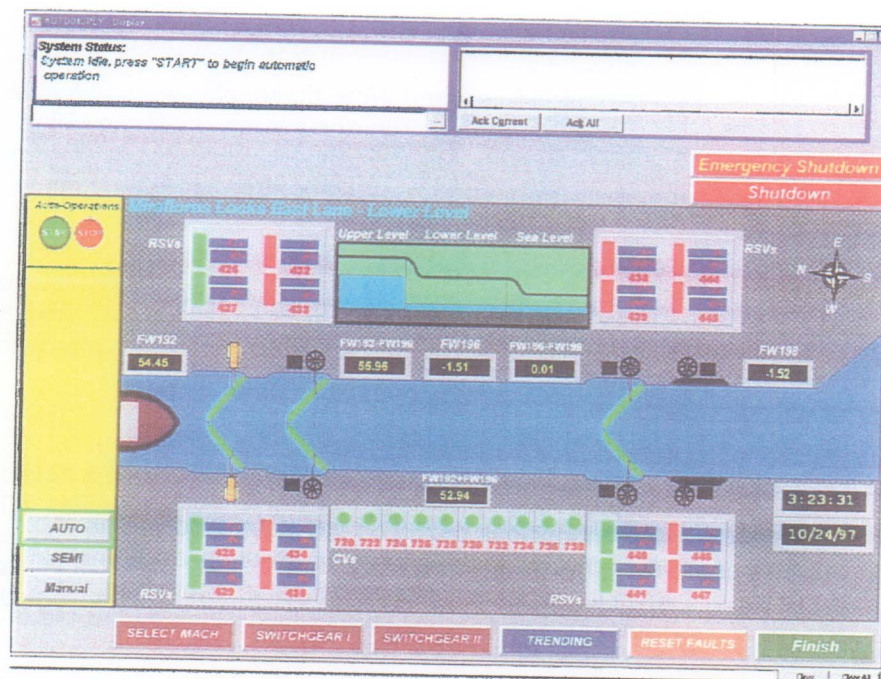 System Status:
System idle, press "START" to begin automatic
operation
...
Ack Current
Ack All
Emergency Shutdown
Shutdown
Auto-Operations
START
STOP
Miraflores Locks East Lane - Lower Level
RSVs
426
432
427
433
Upper Level
Lower Level
Sea Level
438
444
439
445
RSVs
E
N
S
W
FW192
54.45
FW192-FW196
55.96
FW196
-1.51
FW196-FW198
0.01
FW198
-1.52
FW192+FW196
52.94
3:23:31
10/24/97
AUTO
SEMI
Manual
RSVs
428
434
429
435
720 722 724 726 728 730 732 734 736 738
CVs
440
446
441
447
RSVs
SELECT MACH
SWITCHGEAR I
SWITCHGEAR II
TRENDING
RESET FAULTS
Finish